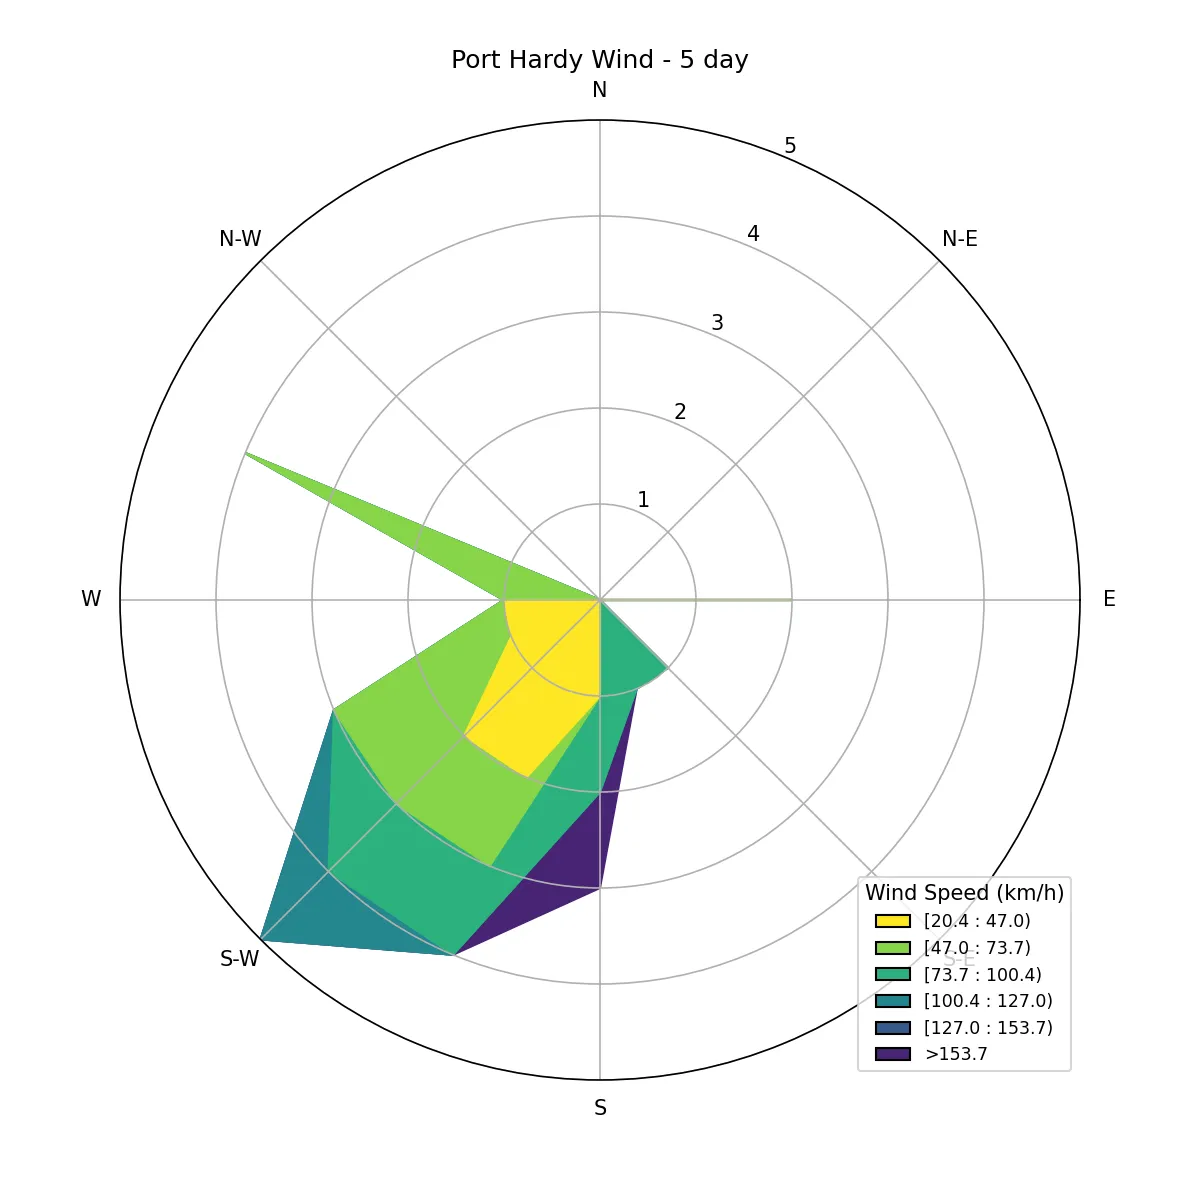 Port Hardy Wind - 5 day
N
5
N-W
4
N-E
3
2
1
W
E
Wind Speed (km/h)
[20.4 : 47.0)
[47.0 : 73.7)
S-W
S-E
[73.7 : 100.4)
[100.4 : 127.0)
[127.0 : 153.7)
>153.7
S